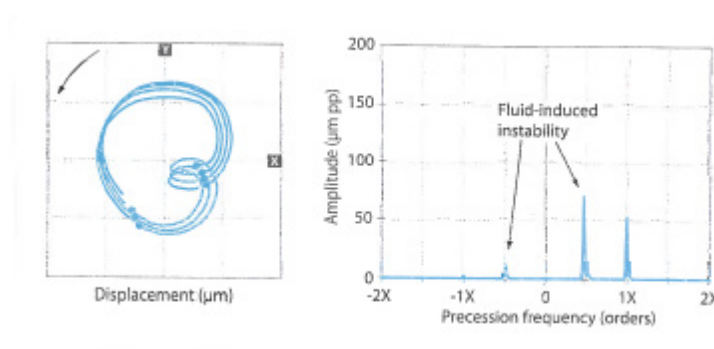 Y
X
Displacement (µm)
200
150
100
50
0
Amplitude (µm pp)
Fluid-induced
instability
-2X
-1X
0
1X
2X
Precession frequency (orders)